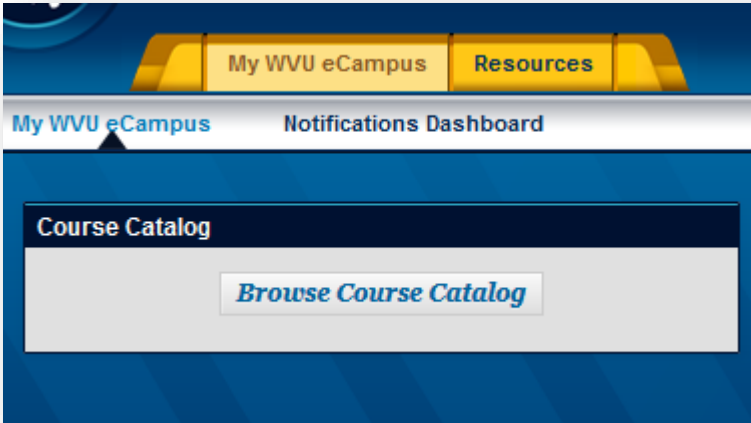 My WVU eCampus Resources
My WVU eCampus Notifications Dashboard
Course Catalog
Browse Course Catalog